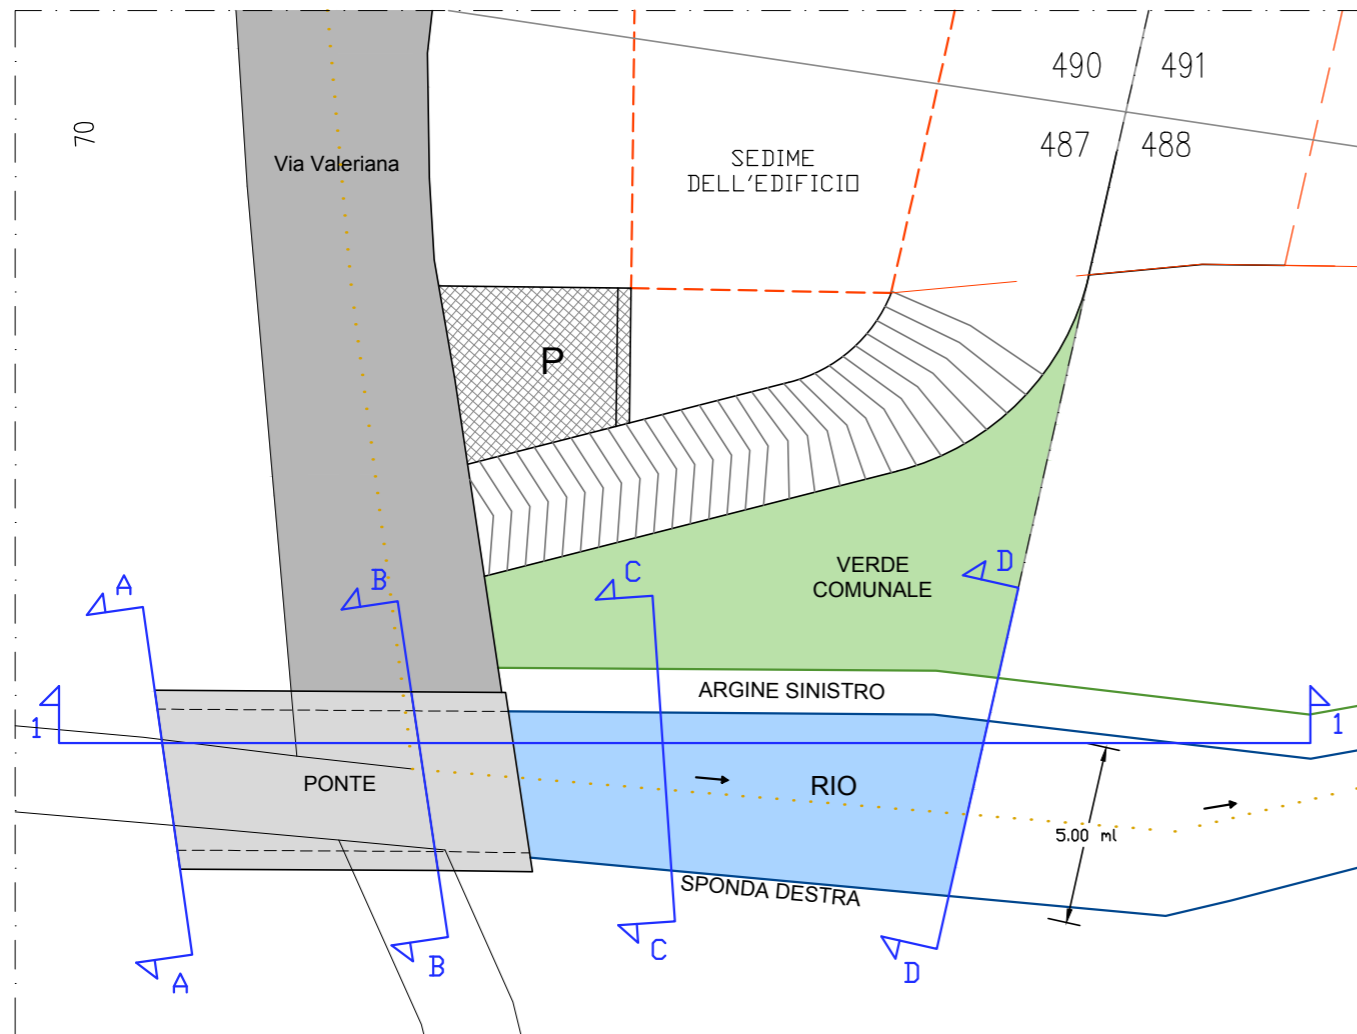 490
491
70
487
488
Via Valeriana
SEDIME
DELL'EDIFICIO
P
VERDE
COMUNALE
D
A
B
C
ARGINE SINISTRO
1
1
PONTE
RIO
5.00 ml
SPONDA DESTRA
C
B
D
A